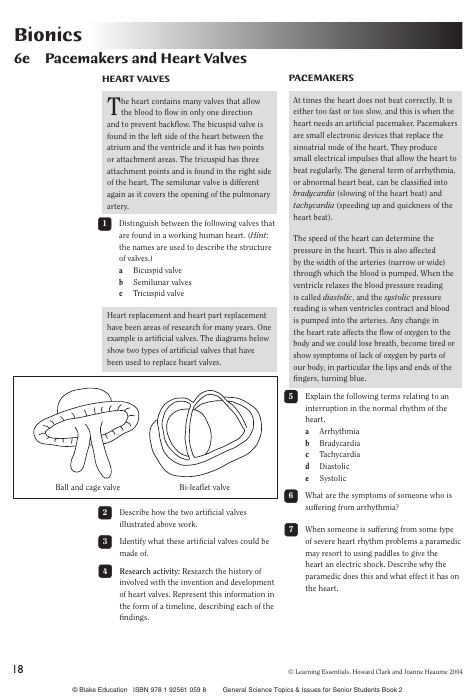 Bionics
6e Pacemakers and Heart Valves
HEART VALVES
The heart contains many valves that allow
the blood to flow in only one direction
and to prevent backflow. The bicuspid valve is
found in the left side of the heart between the
atrium and the ventricle and it has two points
or attachment areas. The tricuspid has three
attachment points and is found in the right side
of the heart. The semilunar valve is different
again as it covers the opening of the pulmonary
artery.
1 Distinguish between the following valves that
are found in a working human heart. (Hint:
the names are used to describe the structure
of valves.)
a Bicuspid valve
b Semilunar valves
c Tricuspid valve
Heart replacement and heart part replacement
have been areas of research for many years. One
example is artificial valves. The diagrams below
show two types of artificial valves that have
been used to replace heart valves.
Ball and cage valve
Bi-leaflet valve
2 Describe how the two artificial valves
illustrated above work.
3 Identify what these artificial valves could be
made of.
4 Research activity: Research the history of
involved with the invention and development
of heart valves. Represent this information in
the form of a timeline, describing each of the
findings.
PACEMAKERS
At times the heart does not beat correctly. It is
either too fast or too slow, and this is when the
heart needs an artificial pacemaker. Pacemakers
are small electronic devices that replace the
sinoatrial node of the heart. They produce
small electrical impulses that allow the heart to
beat regularly. The general term of arrhythmia,
or abnormal heart beat, can be classified into
bradycardia (slowing of the heart beat) and
tachycardia (speeding up and quickness of the
heart beat).
The speed of the heart can determine the
pressure in the heart. This is also affected
by the width of the arteries (narrow or wide)
through which the blood is pumped. When the
ventricle relaxes the blood pressure reading
is called diastolic, and the systolic pressure
reading is when ventricles contract and blood
is pumped into the arteries. Any change in
the heart rate affects the flow of oxygen to the
body and we could lose breath, become tired or
show symptoms of lack of oxygen by parts of
our body, in particular the lips and ends of the
fingers, turning blue.
5 Explain the following terms relating to an
interruption in the normal rhythm of the
heart.
a Arrhythmia
b Bradycardia
c Tachycardia
d Diastolic
e Systolic
6 What are the symptoms of someone who is
suffering from arrhythmia?
7 When someone is suffering from some type
of severe heart rhythm problems a paramedic
may resort to using paddles to give the
heart an electric shock. Describe why the
paramedic does this and what effect it has on
the heart.
18
© Learning Essentials, Howard Clark and Joanne Heaume 2004
© Blake Education ISBN 978 1 92561 059 8 General Science Topics & Issues for Senior Students Book 2